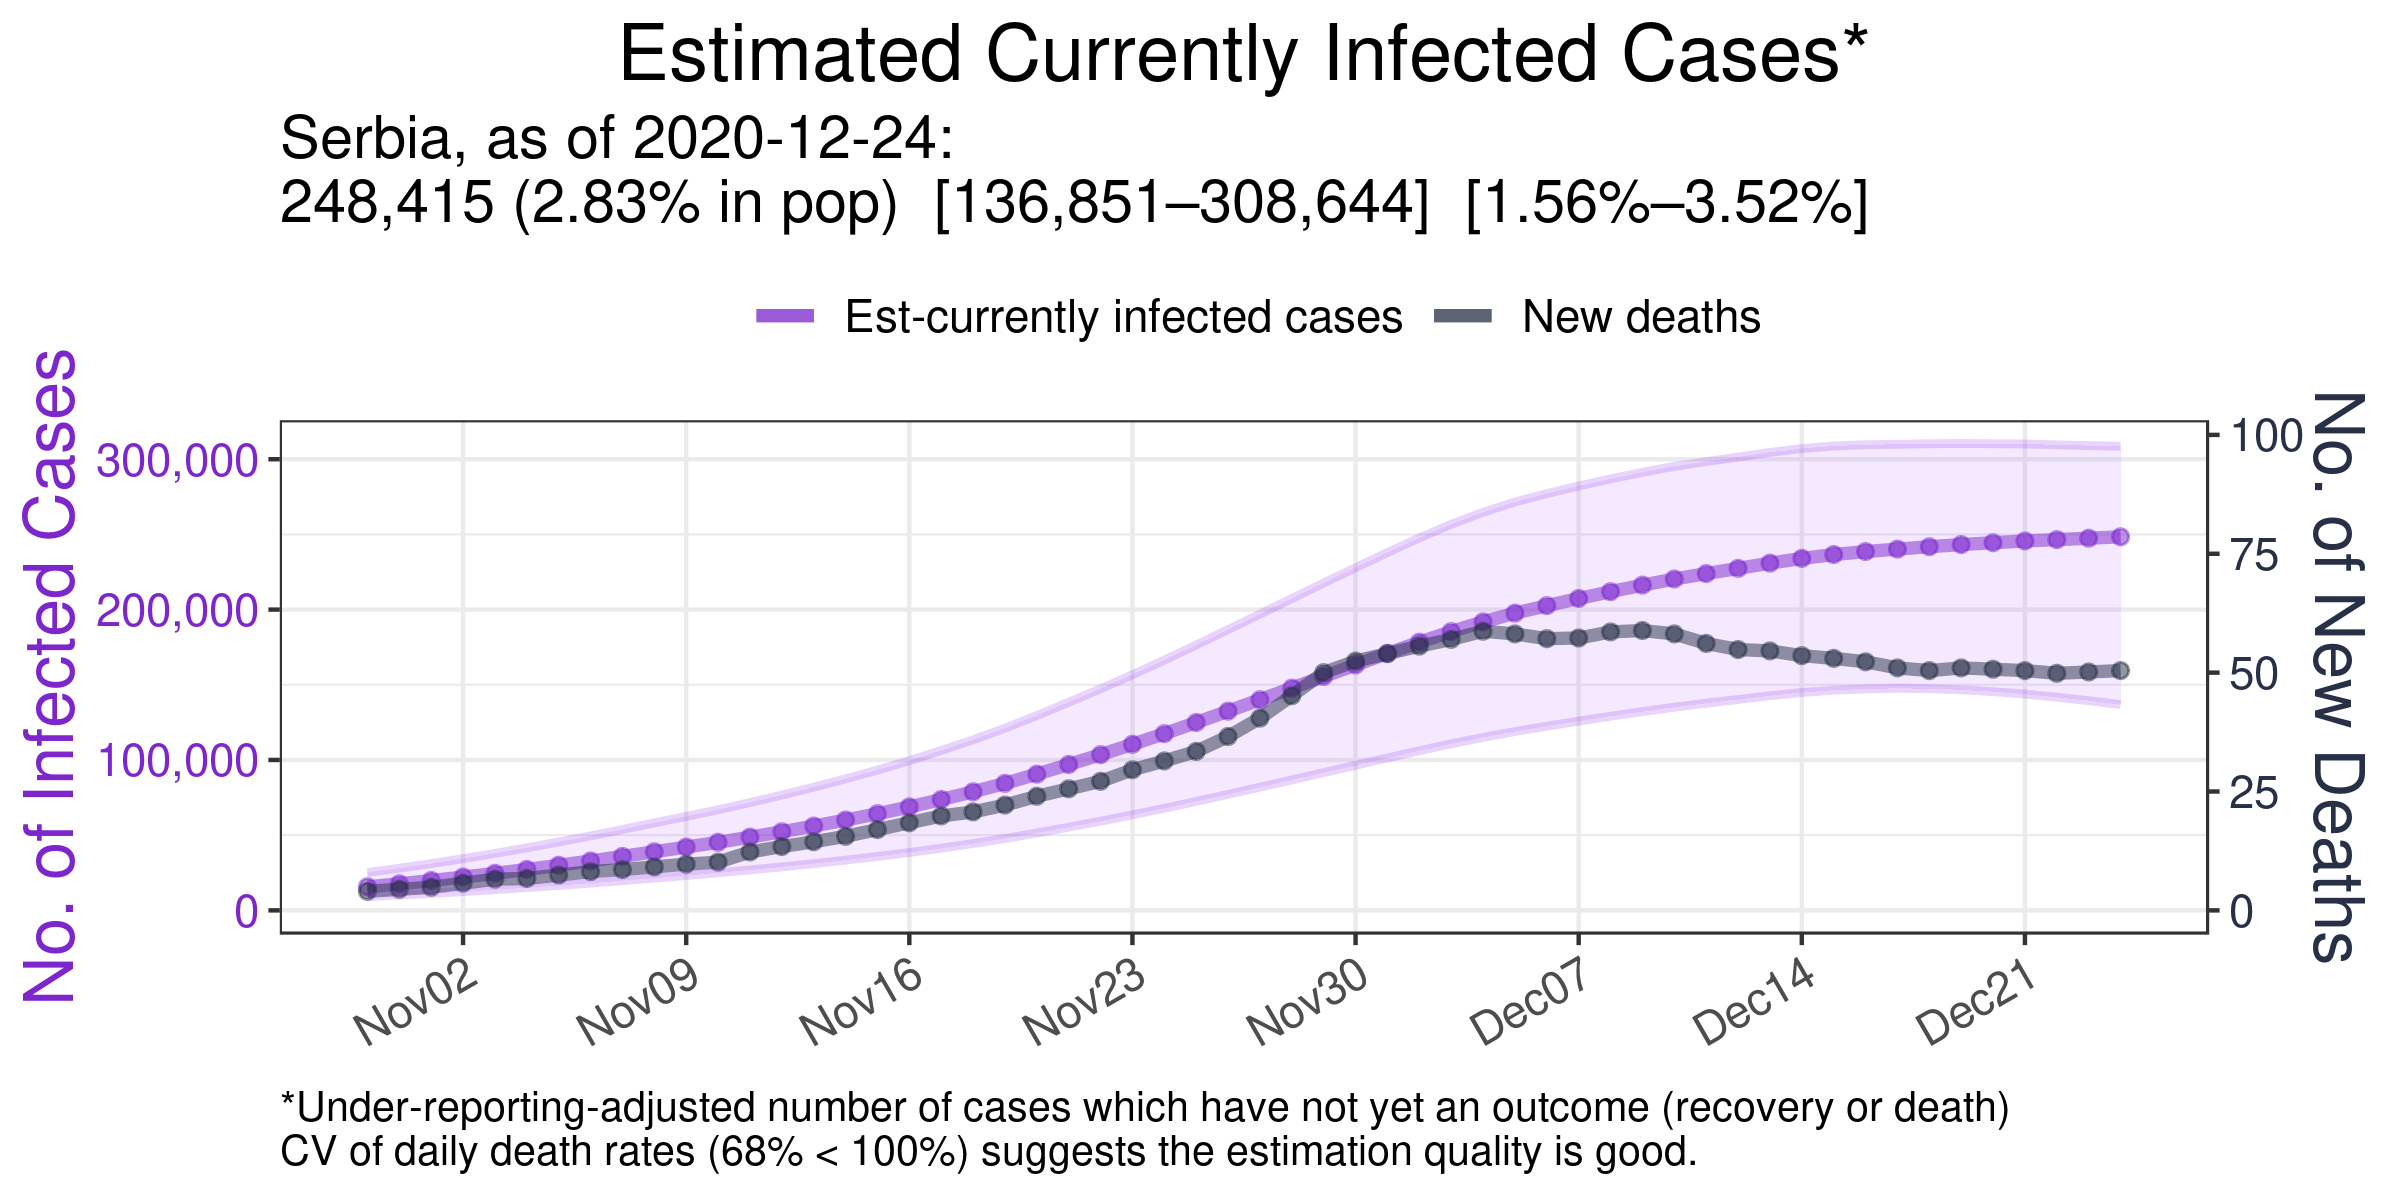 Estimated Currently Infected Cases*
Serbia, as of 2020-12-24:
248,415 (2.83% in pop) [136,851–308,644] [1.56%–3.52%]
Est-currently infected cases
New deaths
No. of Infected Cases
300,000
200,000
100,000
0
100
75
50
25
0
No. of New Deaths
Nov02
Nov09
Nov16
Nov23
Nov30
Dec07
Dec14
Dec21
*Under-reporting-adjusted number of cases which have not yet an outcome (recovery or death)
CV of daily death rates (68% < 100%) suggests the estimation quality is good.